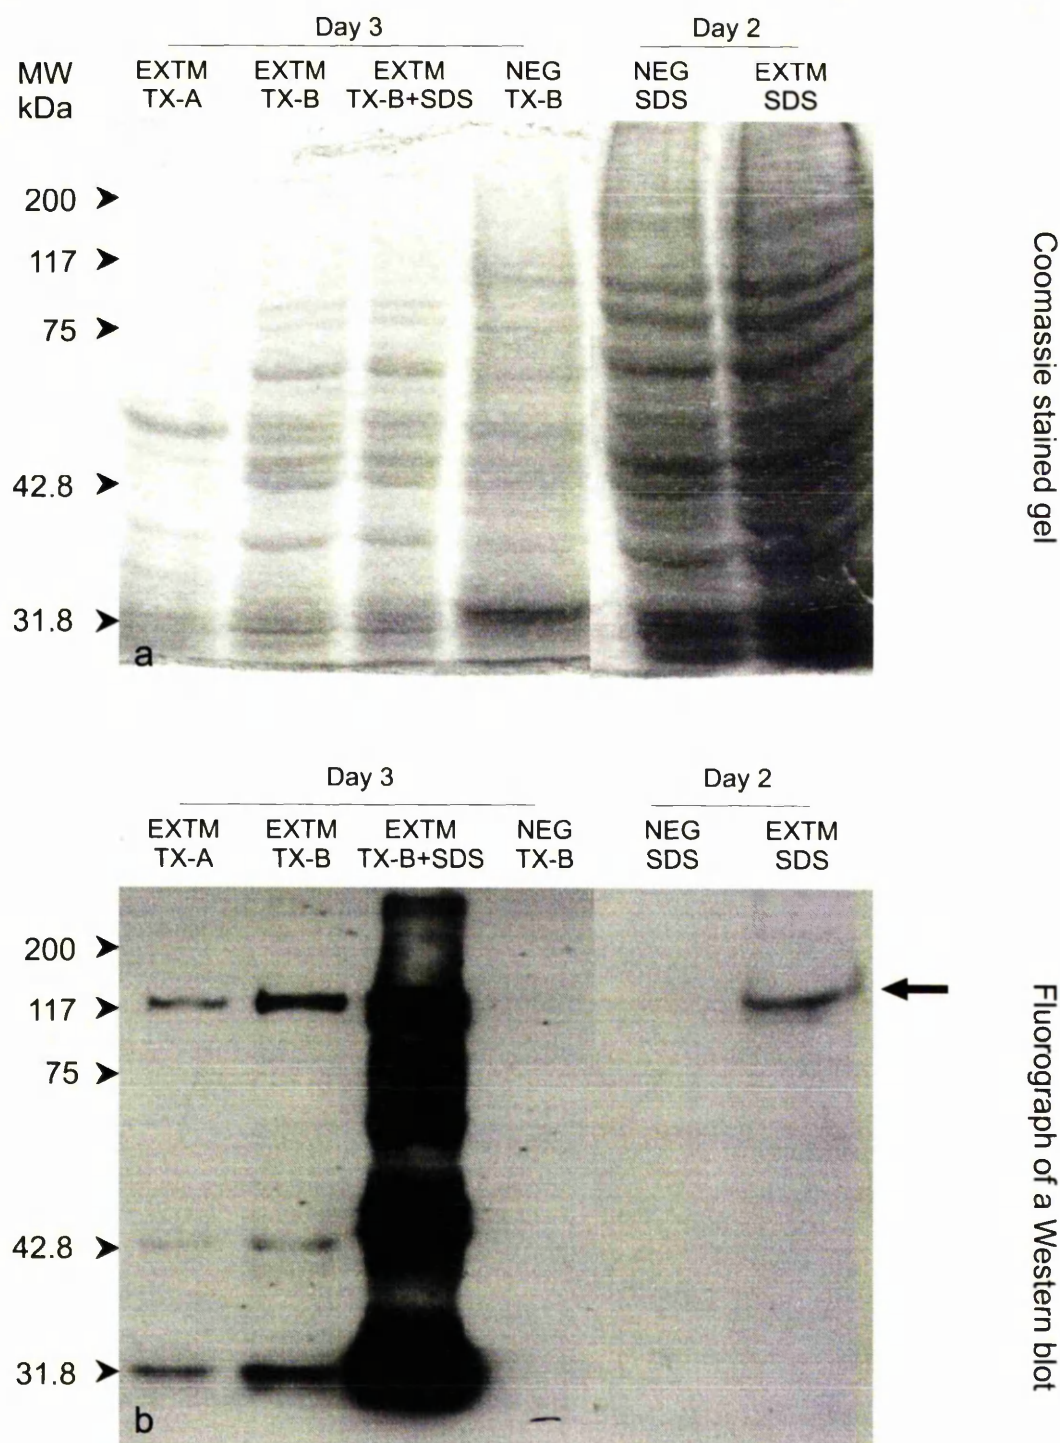 Day 3
Day 2
MW
kDa
EXTM
TX-A
EXTM
TX-B
EXTM
TX-B+SDS
NEG
TX-B
NEG
SDS
EXTM
SDS
200
117
75
42.8
31.8
a
Coomassie stained gel
Day 3
Day 2
EXTM
TX-A
EXTM
TX-B
EXTM
TX-B+SDS
NEG
TX-B
NEG
SDS
EXTM
SDS
200
117
75
42.8
31.8
b
Fluorograph of a Western blot